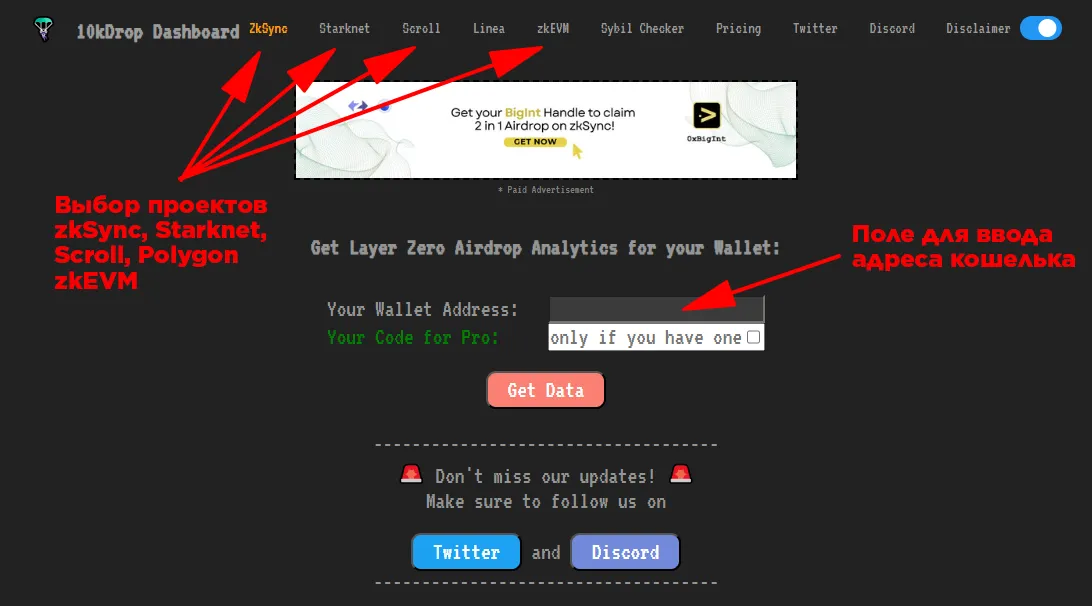 10kDrop Dashboard ZkSync Starknet Scroll Linea zkEVM Sybil Checker Pricing Twitter Discord Disclaimer
Get your BigInt Handle to claim
2 in 1 Airdrop on zkSync!
GET NOW
0xBigInt
* Paid Advertisement
Выбор проектов
zkSync, Starknet,
Scroll, Polygon
zkEVM
Поле для ввода
адреса кошелька
Get Layer Zero Airdrop Analytics for your Wallet:
Your Wallet Address:
Your Code for Pro: only if you have one
Get Data
Don't miss our updates!
Make sure to follow us on
Twitter and Discord